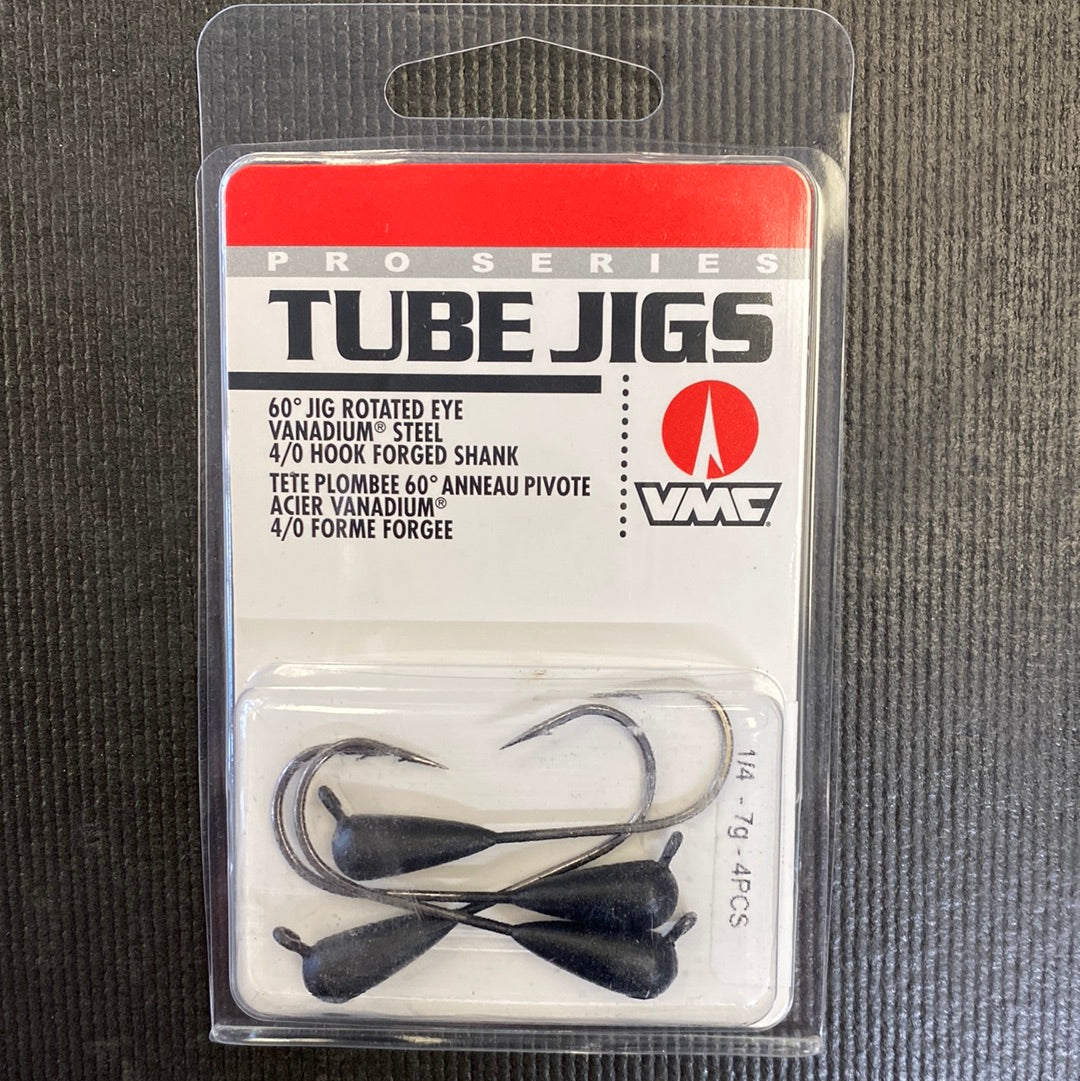 PRO SERIES
TUBE JIGS
60° JIG ROTATED EYE
VANADIUM® STEEL
4/0 HOOK FORGED SHANK
TETE PLOMBEE 60° ANNEAU PIVOTE
ACIER VANADIUM®
4/0 FORME FORGEE
VMC®
1/4 - 7g - 4PCS